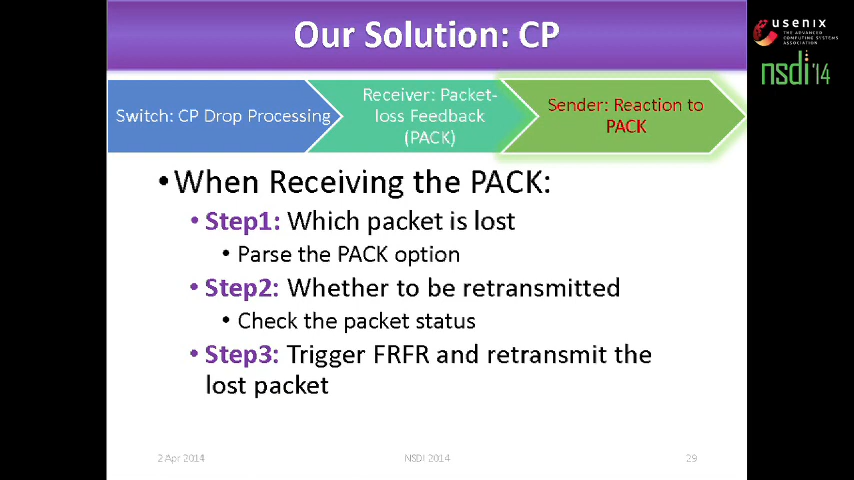 Our Solution: CP
usenix
THE ADVANCED
COMPUTING SYSTEMS
ASSOCIATION
nsdi'14
Switch: CP Drop Processing
Receiver: Packet-
loss Feedback
(PACK)
Sender: Reaction to
PACK
•When Receiving the PACK:
• Step1: Which packet is lost
• Parse the PACK option
• Step2: Whether to be retransmitted
• Check the packet status
• Step3: Trigger FRFR and retransmit the
lost packet
2 Apr 2014
NSDI 2014
29